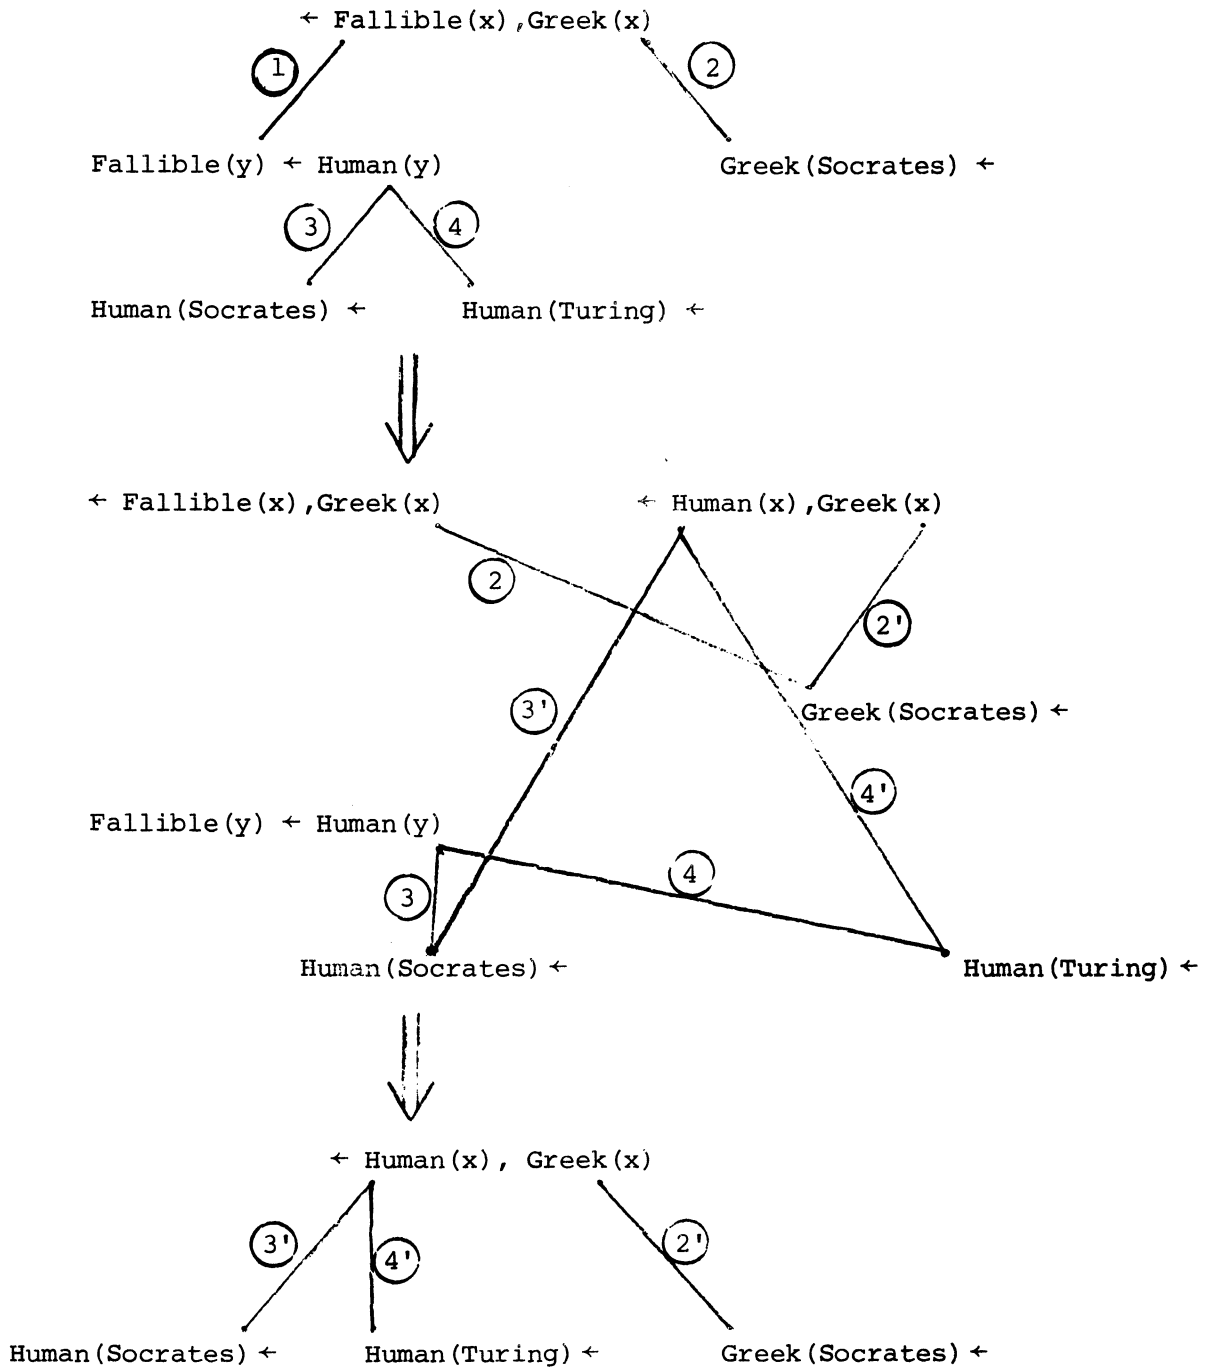 ← Fallible(x),Greek(x)
1
2
Fallible(y) ← Human(y)
Greek(Socrates) ←
3
4
Human(Socrates) ←
Human(Turing) ←
← Fallible(x),Greek(x)
← Human(x),Greek(x)
2
2'
3'
Greek(Socrates) ←
4'
Fallible(y) ← Human(y)
4
3
Human(Socrates) ←
Human(Turing) ←
← Human(x), Greek(x)
3'
4'
2'
Human(Socrates) ←
Human(Turing) ←
Greek(Socrates) ←